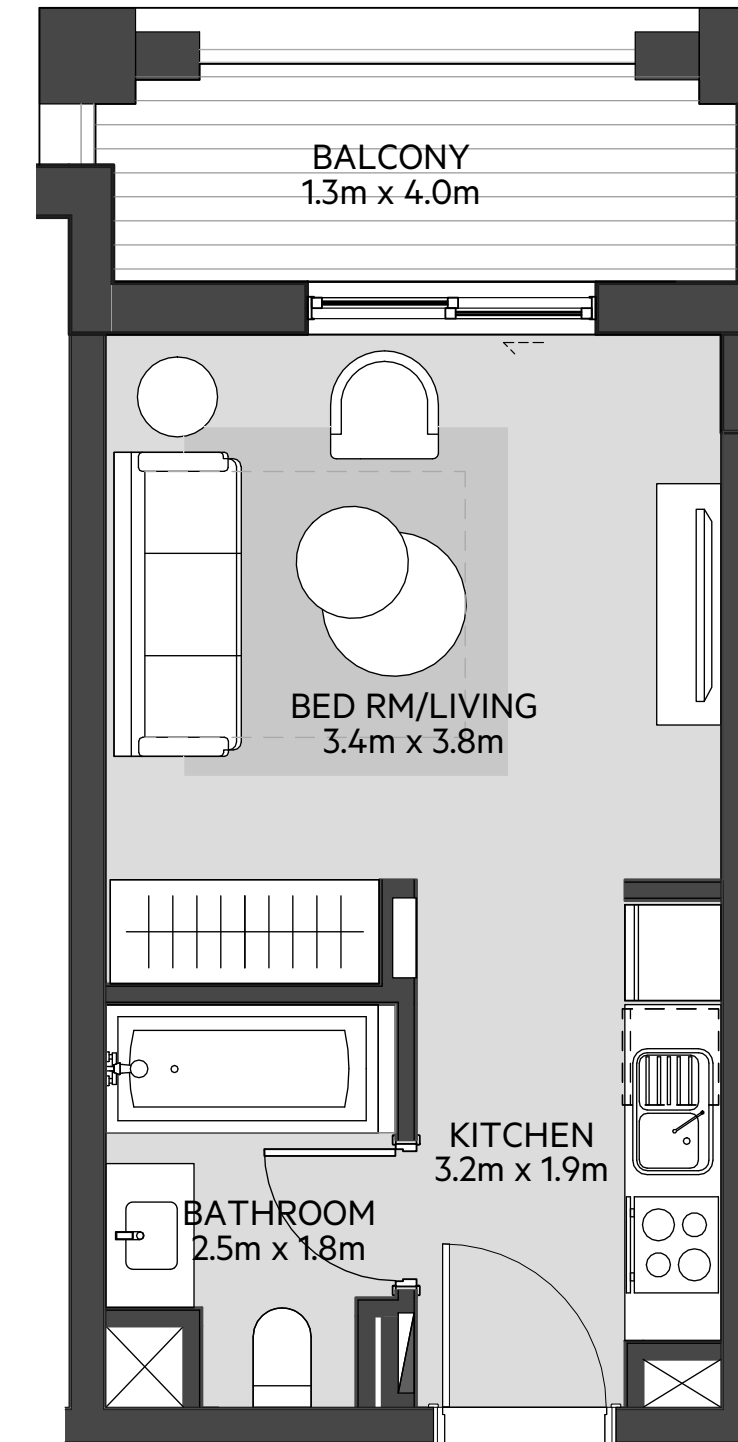 BALCONY
1.3m x 4.0m
BED RM/LIVING
3.4m x 3.8m
KITCHEN
3.2m x 1.9m
BATHROOM
2.5m x 1.8m